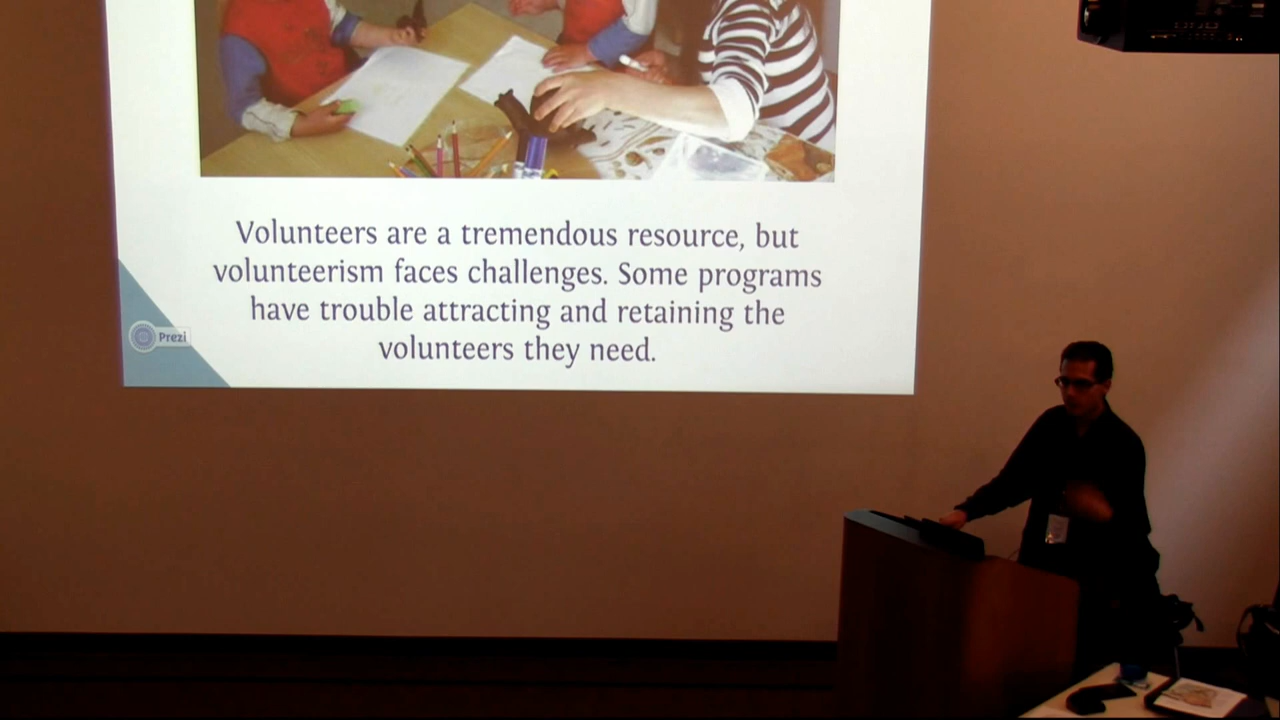 Volunteers are a tremendous resource, but
volunteerism faces challenges. Some programs
have trouble attracting and retaining the
volunteers they need.
Prezi